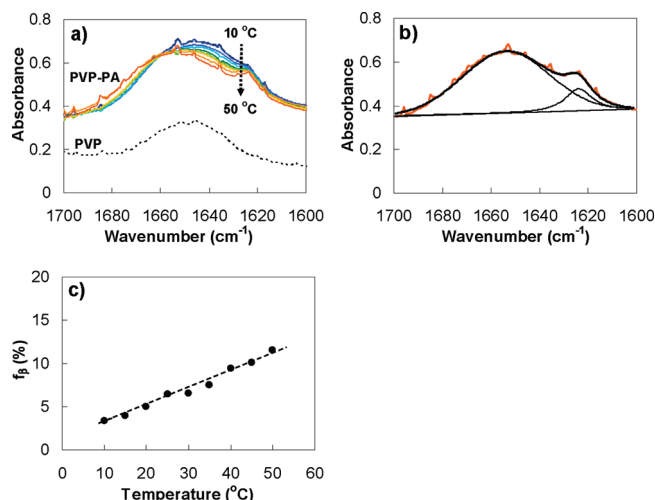 a)
10 °C
PVP-PA
50 °C
PVP
Absorbance
0.8
0.6
0.4
0.2
0
1700 1680 1660 1640 1620 1600
Wavenumber (cm⁻¹)
b)
Absorbance
0.8
0.6
0.4
0.2
0
1700 1680 1660 1640 1620 1600
Wavenumber (cm⁻¹)
c)
fβ (%)
20
15
10
5
0
0 10 20 30 40 50 60
Temperature (°C)